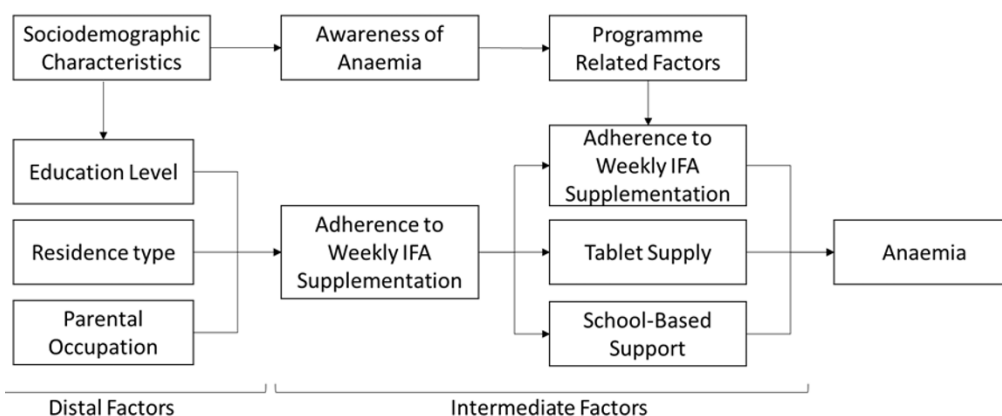 Sociodemographic
Characteristics
Awareness of
Anaemia
Programme
Related Factors
Education Level
Residence type
Parental
Occupation
Adherence to
Weekly IFA
Supplementation
Adherence to
Weekly IFA
Supplementation
Tablet Supply
School-Based
Support
Anaemia
Distal Factors
Intermediate Factors